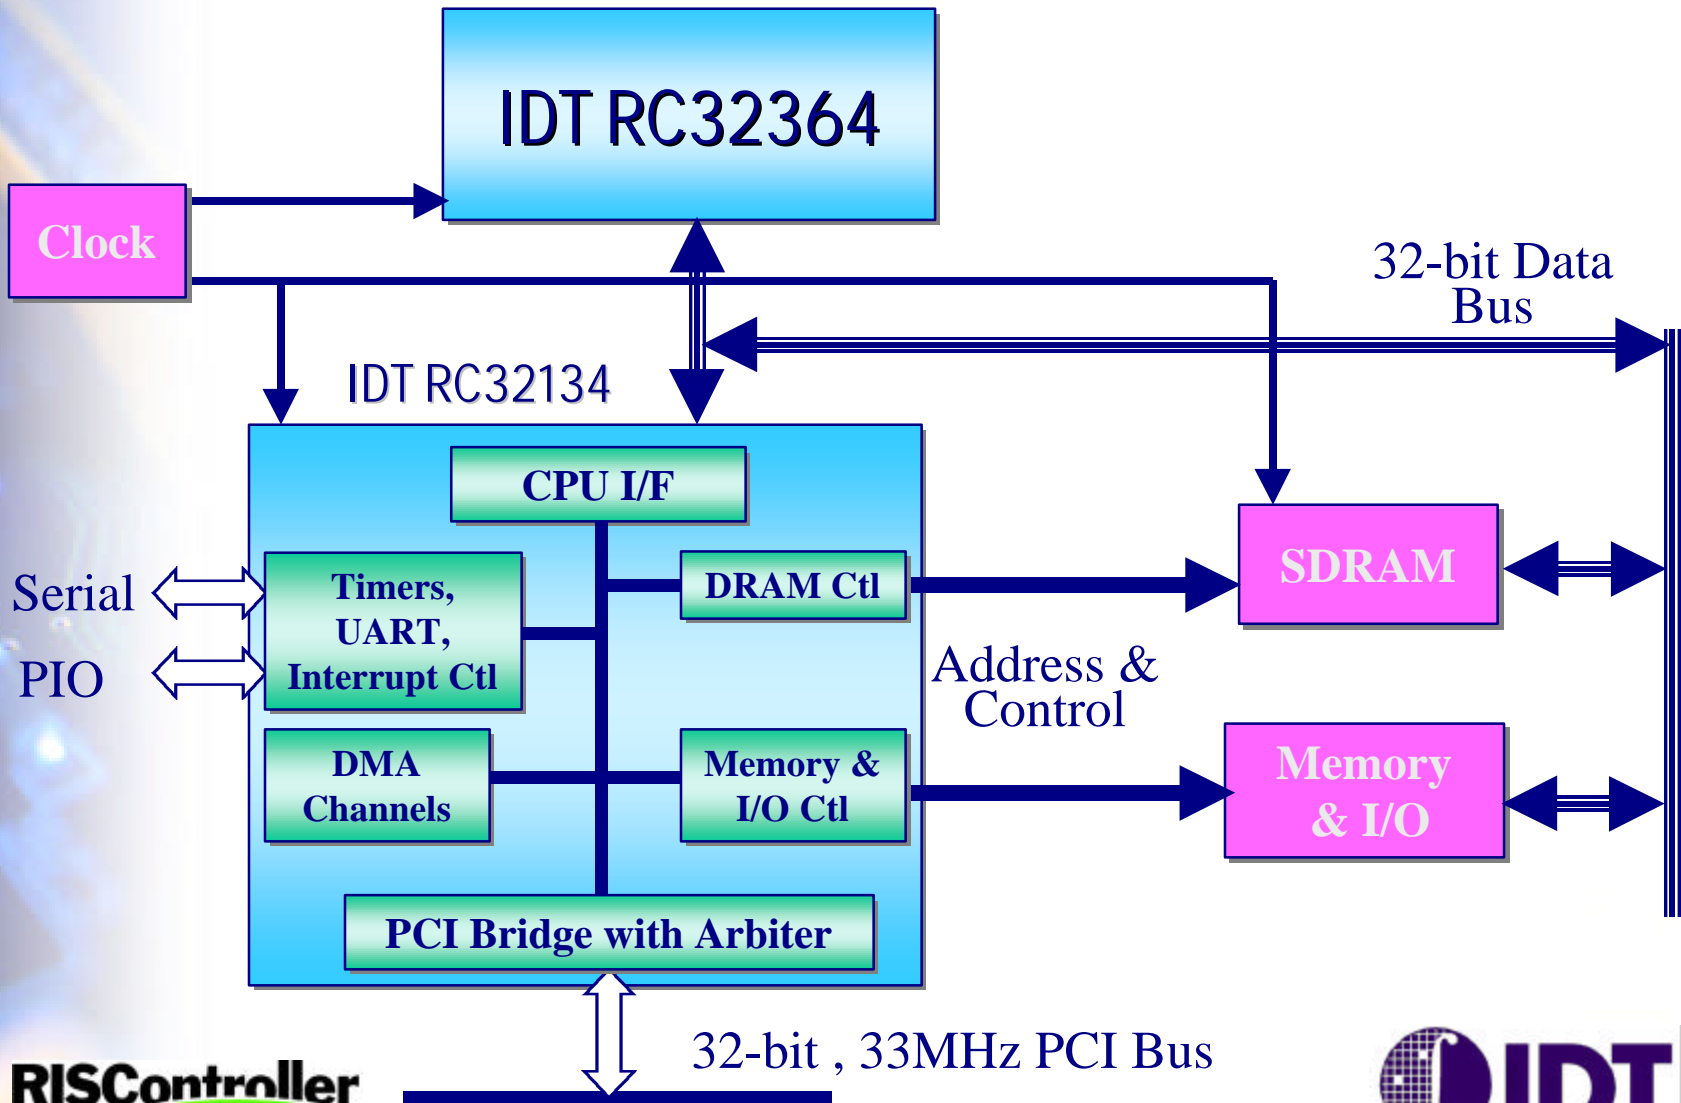 IDT RC32364
Clock
32-bit Data
Bus
IDT RC32134
CPU I/F
Timers,
UART,
Interrupt Ctl
DRAM Ctl
SDRAM
Serial
PIO
Address &
Control
DMA
Channels
Memory &
I/O Ctl
Memory
& I/O
PCI Bridge with Arbiter
32-bit , 33MHz PCI Bus
RISController
IDT